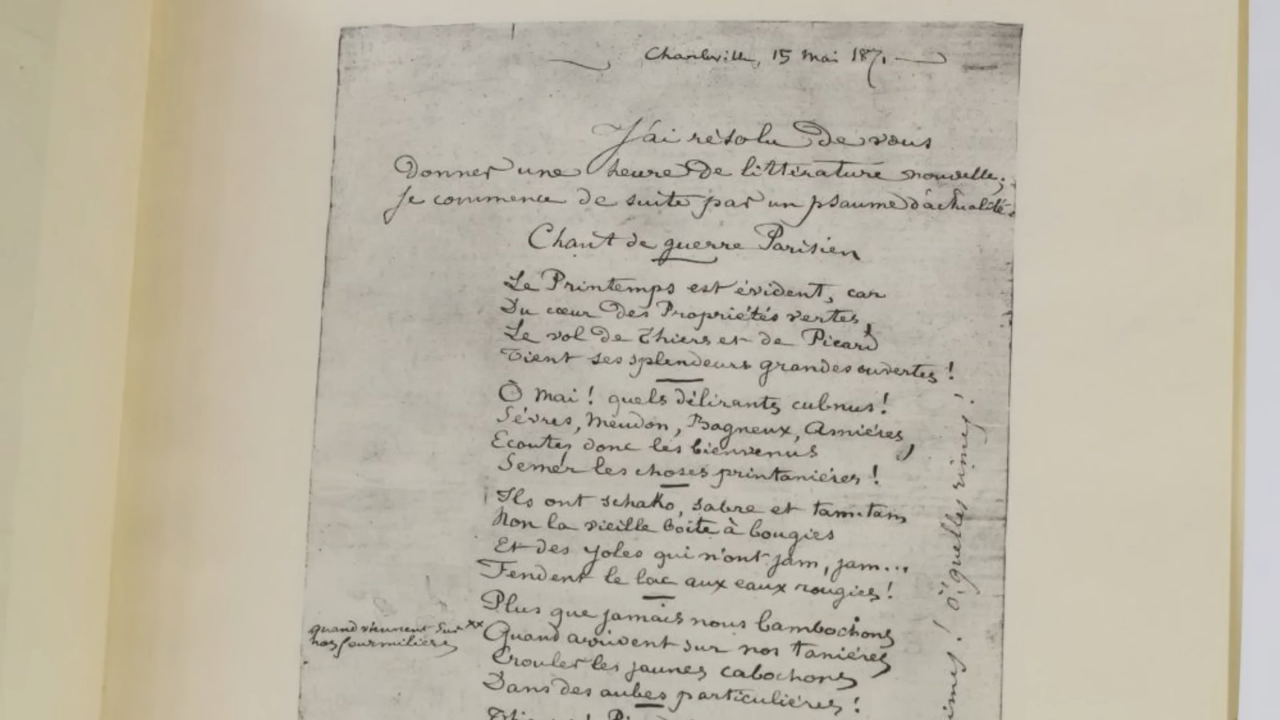 Charleville, 15 mai 1871
J'ai résolu de vous
donner une heure de littérature nouvelle;
je commence de suite par un psaume d'actualité:
Chant de guerre Parisien
Le Printemps est évident, car
Du cœur des Propriétés vertes,
Le vol de Thiers et de Picard
Tient ses splendeurs grandes ouvertes!
Ô mai! quels délirants culs nus!
Sèvres, Meudon, Bagneux, Asnières,
Ecoutez donc les bienvenus
Semer les choses printanières!
Ils ont schako, sabre et tam-tam
Non la vieille boîte à bougies
Et des yoles qui n'ont jam, jam...
Fendent le lac aux eaux rougies!
Plus que jamais nous bambochons
quand viennent sur xx
nos fourmilières
Quand arrivent sur nos tanières
Crouler les jaunes cabochons
Dans des aubes particulières!
! ô, quelles rimes!